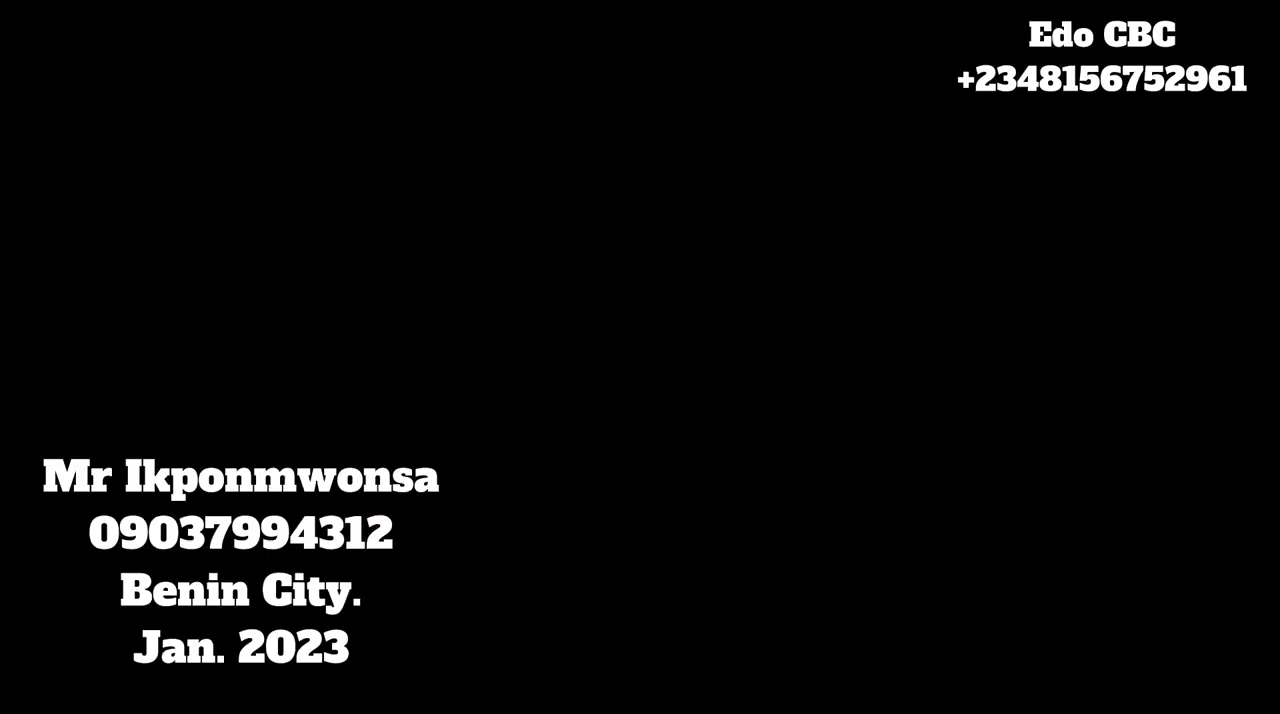 Edo CBC
+2348156752961
Mr Ikponmwonsa
09037994312
Benin City.
Jan. 2023